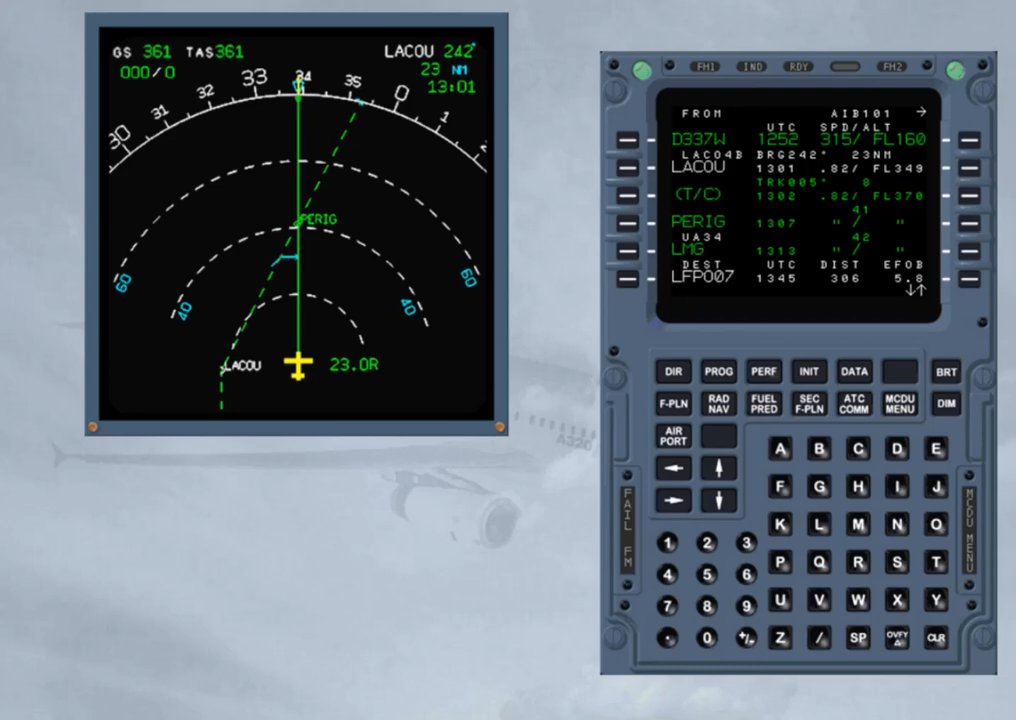 GS 361 TAS361
000/0
LACOU 242°
23 NM
13:01
30 31 32 33 34 35 0 1
PERIG
60 60
40 40
LACOU
23.0R
FM1 IND RDY FM2
FROM AIB101 →
UTC SPD/ALT
D337W 1252 315/ FL160
LACO4B BRG242° 23NM
LACOU 1301 .82/ FL349
TRK005° 8
(T/C) 1302 .82/ FL370
41
PERIG 1307 " / "
UA34 42
LMG 1313 " / "
DEST UTC DIST EFOB
LFPO07 1345 306 5.8
↓↑
DIR PROG PERF INIT DATA BRT
F-PLN RAD NAV FUEL PRED SEC F-PLN ATC COMM MCDU MENU DIM
AIR PORT
← ↑
→ ↓
A B C D E
F G H I J
K L M N O
P Q R S T
U V W X Y
Z / SP OVFY Δ CLR
1 2 3
4 5 6
7 8 9
. 0 +/-
FAIL FM
MCDU MENU
A320